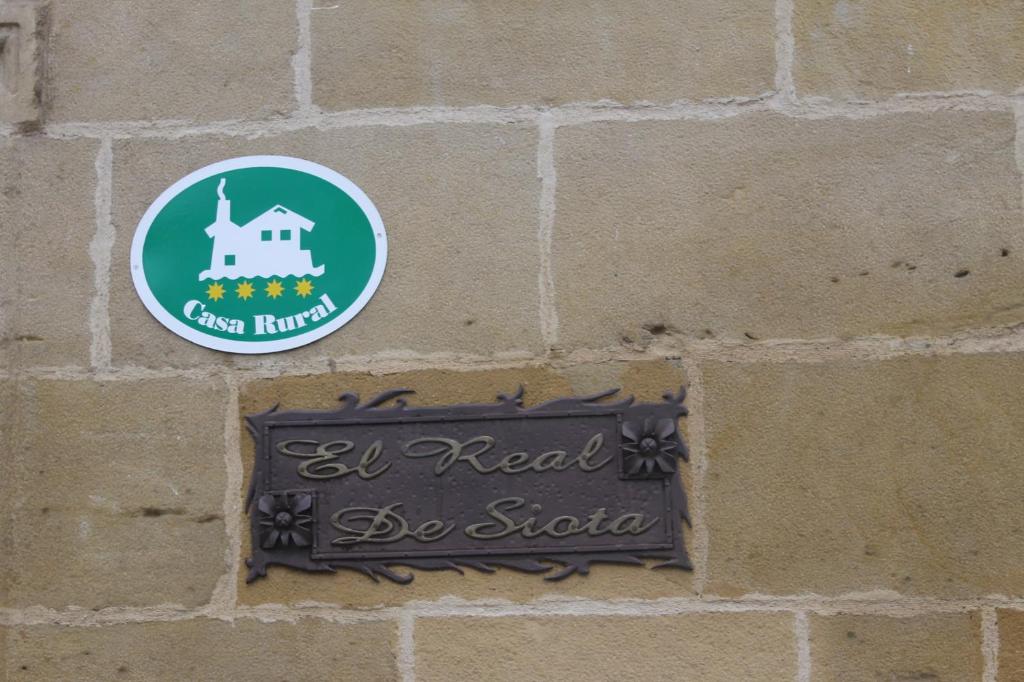 Casa Rural
El Real
De Siota